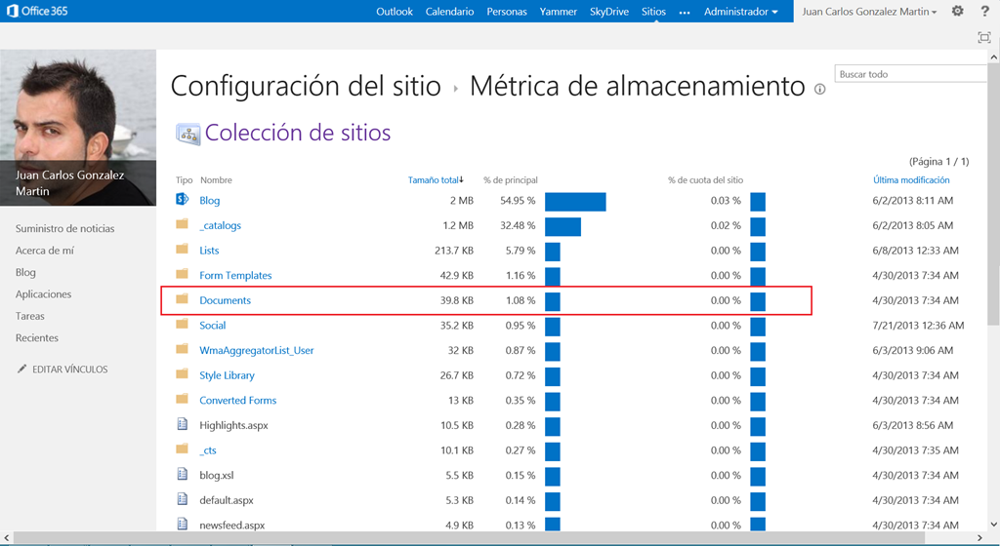 Office 365 Outlook Calendario Personas Yammer SkyDrive Sitios ••• Administrador Juan Carlos Gonzalez Martin ?
Buscar todo
Configuración del sitio › Métrica de almacenamiento
Colección de sitios
Juan Carlos Gonzalez
Martin
Suministro de noticias
Acerca de mí
Blog
Aplicaciones
Tareas
Recientes
EDITAR VÍNCULOS
(Página 1 / 1)
Tipo Nombre Tamaño total↓ % de principal % de cuota del sitio Última modificación
Blog 2 MB 54.95 % 0.03 % 6/2/2013 8:11 AM
_catalogs 1.2 MB 32.48 % 0.02 % 6/2/2013 8:05 AM
Lists 213.7 KB 5.79 % 0.00 % 6/8/2013 12:33 AM
Form Templates 42.9 KB 1.16 % 0.00 % 4/30/2013 7:34 AM
Documents 39.8 KB 1.08 % 0.00 % 4/30/2013 7:34 AM
Social 35.2 KB 0.95 % 0.00 % 7/21/2013 12:36 AM
WmaAggregatorList_User 32 KB 0.87 % 0.00 % 6/3/2013 9:06 AM
Style Library 26.7 KB 0.72 % 0.00 % 4/30/2013 7:34 AM
Converted Forms 13 KB 0.35 % 0.00 % 4/30/2013 7:34 AM
Highlights.aspx 10.5 KB 0.28 % 0.00 % 6/3/2013 8:56 AM
_cts 10.1 KB 0.27 % 0.00 % 4/30/2013 7:35 AM
blog.xsl 5.5 KB 0.15 % 0.00 % 4/30/2013 7:34 AM
default.aspx 5.3 KB 0.14 % 0.00 % 4/30/2013 7:34 AM
newsfeed.aspx 4.9 KB 0.13 % 0.00 % 4/30/2013 7:34 AM